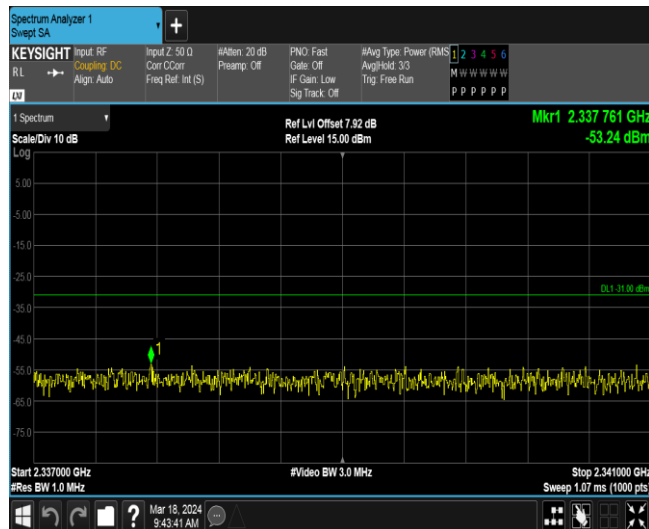 Spectrum Analyzer 1
Swept SA
+
KEYSIGHT
RL
LXI
Input: RF
Coupling: DC
Align: Auto
Input Z: 50 Ω
Corr CCorr
Freq Ref: Int (S)
#Atten: 20 dB
Preamp: Off
PNO: Fast
Gate: Off
IF Gain: Low
Sig Track: Off
#Avg Type: Power (RMS
Avg|Hold: 3/3
Trig: Free Run
1 2 3 4 5 6
M W W W W W
P P P P P P
1 Spectrum
Scale/Div 10 dB
Ref Lvl Offset 7.92 dB
Ref Level 15.00 dBm
Mkr1 2.337 761 GHz
-53.24 dBm
Log
5.00
-5.00
-15.0
-25.0
DL1 -31.00 dBm
-35.0
-45.0
1
-55.0
-65.0
-75.0
Start 2.337000 GHz
#Video BW 3.0 MHz
Stop 2.341000 GHz
#Res BW 1.0 MHz
Sweep 1.07 ms (1000 pts)
?
Mar 18, 2024
9:43:41 AM